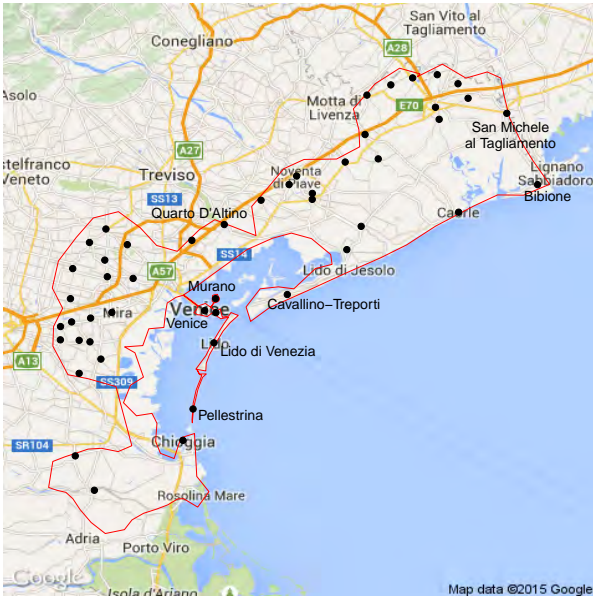 San Vito al
Tagliamento
Conegliano
A28
Asolo
Motta di
Livenza
E70
San Michele
al Tagliamento
A27
stelfranco
Veneto
Treviso
Noventa
di Piave
Lignano
Sabbiadoro
SS13
Bibione
Quarto D'Altino
Caorle
SS14
A57
Lido di Jesolo
Murano
Cavallino−Treporti
Mira
Venice
Lido di Venezia
A13
SS309
Pellestrina
SR104
Chioggia
Rosolina Mare
Adria
Porto Viro
Google
Isola d'Ariano
Map data ©2015 Google